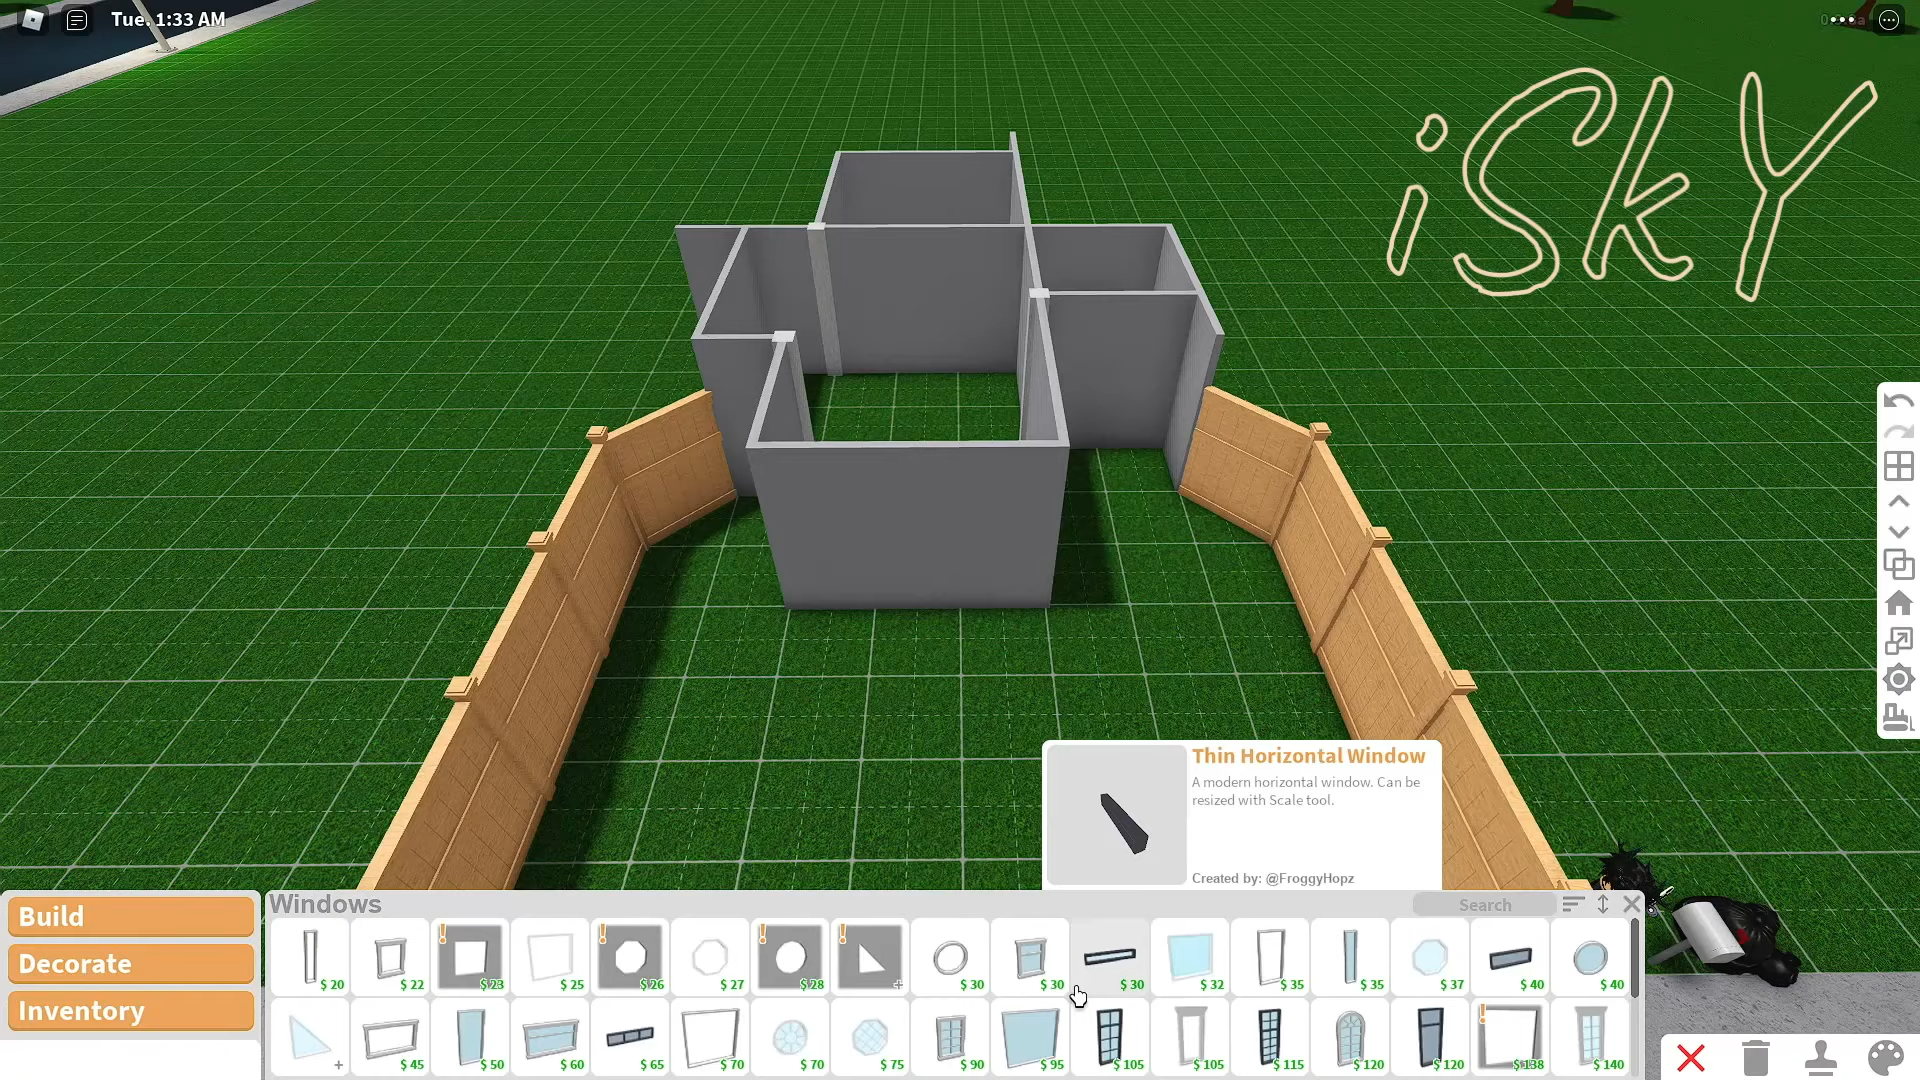 Tue. 1:33 AM
iSkY
Thin Horizontal Window
A modern horizontal window. Can be
resized with Scale tool.
Created by: @FroggyHopz
Build
Decorate
Inventory
Windows
Search
$ 20 $ 22 $ 23 $ 25 $ 26 $ 27 $ 28 + $ 30 $ 30 $ 30 $ 32 $ 35 $ 35 $ 37 $ 40 $ 40
+ $ 45 $ 50 $ 60 $ 65 $ 70 $ 70 $ 75 $ 90 $ 95 $ 105 $ 105 $ 115 $ 120 $ 120 $ 138 $ 140